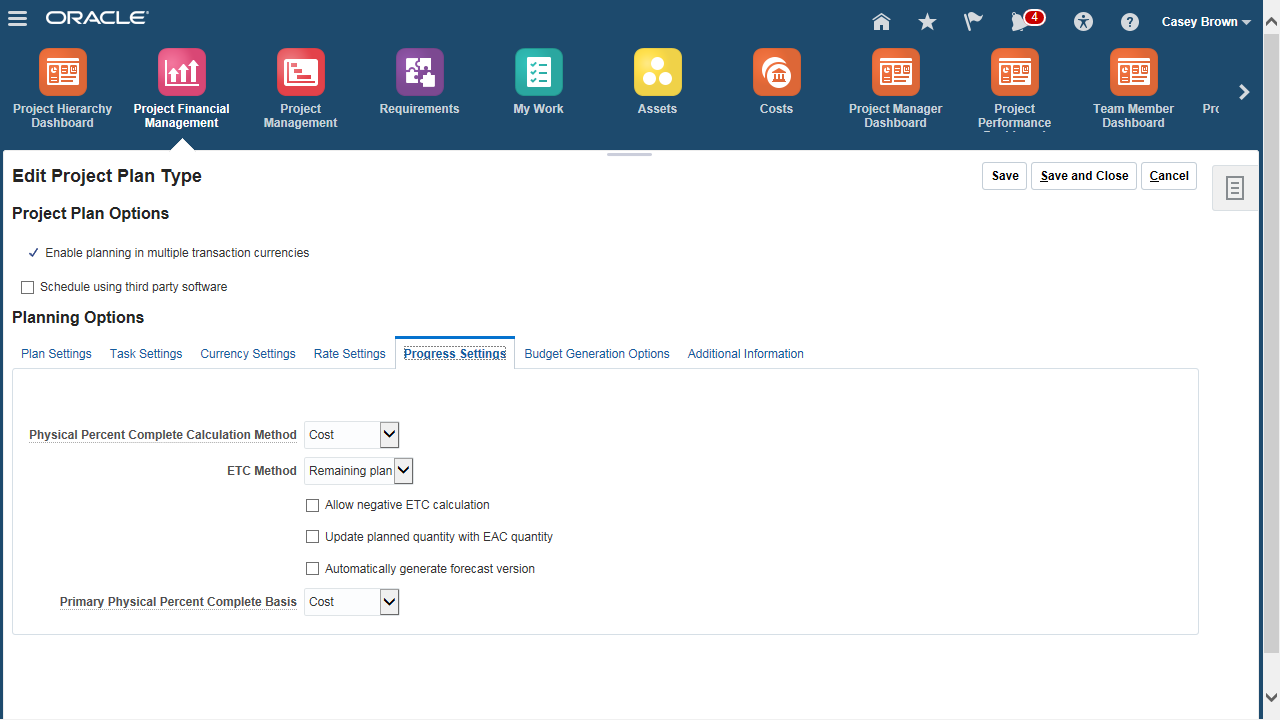 ORACLE
4
Casey Brown
Project Hierarchy
Dashboard
Project Financial
Management
Project
Management
Requirements
My Work
Assets
Costs
Project Manager
Dashboard
Project
Performance
Team Member
Dashboard
Edit Project Plan Type
Save
Save and Close
Cancel
Project Plan Options
Enable planning in multiple transaction currencies
Schedule using third party software
Planning Options
Plan Settings
Task Settings
Currency Settings
Rate Settings
Progress Settings
Budget Generation Options
Additional Information
Physical Percent Complete Calculation Method
Cost
ETC Method
Remaining plan
Allow negative ETC calculation
Update planned quantity with EAC quantity
Automatically generate forecast version
Primary Physical Percent Complete Basis
Cost